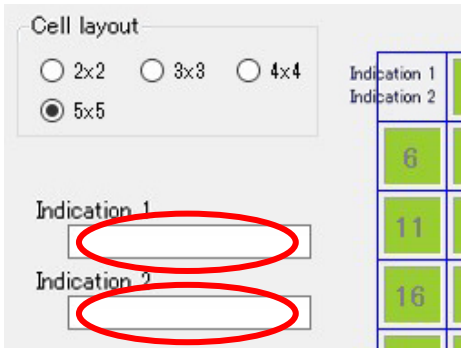 Cell layout
2x2 3x3 4x4
5x5
Indication 1
Indication 2
6
11
16
Indication 1
Indication 2